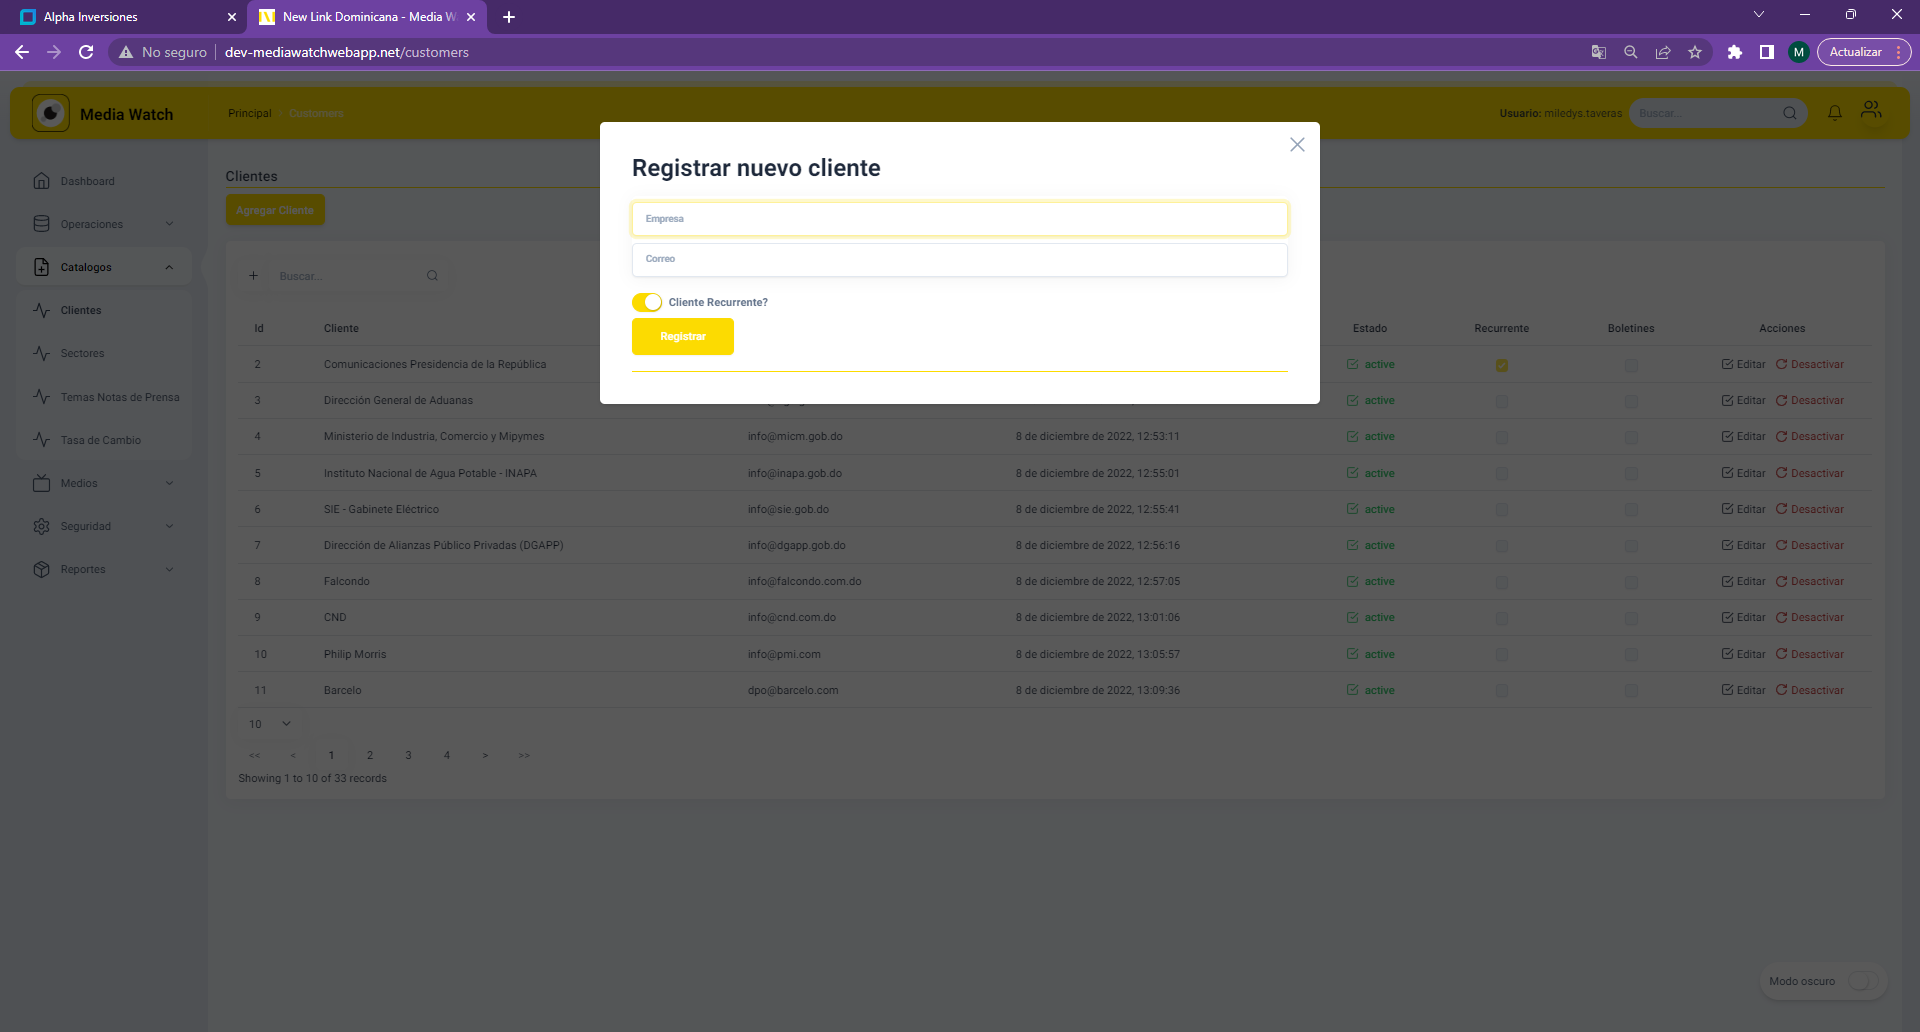 Alpha Inversiones
New Link Dominicana - Media W
No seguro
dev-mediawatchwebapp.net/customers
M
Actualizar
Media Watch
Principal
Customers
Usuario: miledys.taveras
Buscar...
Dashboard
Operaciones
Catalogos
Clientes
Sectores
Temas Notas de Prensa
Tasa de Cambio
Medios
Seguridad
Reportes
Clientes
Agregar Cliente
+
Buscar...
Registrar nuevo cliente
Empresa
Correo
Cliente Recurrente?
Registrar
Id Cliente Estado Recurrente Boletines Acciones
2 Comunicaciones Presidencia de la República active Editar Desactivar
3 Dirección General de Aduanas active Editar Desactivar
4 Ministerio de Industria, Comercio y Mipymes info@micm.gob.do 8 de diciembre de 2022, 12:53:11 active Editar Desactivar
5 Instituto Nacional de Agua Potable - INAPA info@inapa.gob.do 8 de diciembre de 2022, 12:55:01 active Editar Desactivar
6 SIE - Gabinete Eléctrico info@sie.gob.do 8 de diciembre de 2022, 12:55:41 active Editar Desactivar
7 Dirección de Alianzas Público Privadas (DGAPP) info@dgapp.gob.do 8 de diciembre de 2022, 12:56:16 active Editar Desactivar
8 Falcondo info@falcondo.com.do 8 de diciembre de 2022, 12:57:05 active Editar Desactivar
9 CND info@cnd.com.do 8 de diciembre de 2022, 13:01:06 active Editar Desactivar
10 Philip Morris info@pmi.com 8 de diciembre de 2022, 13:05:57 active Editar Desactivar
11 Barcelo dpo@barcelo.com 8 de diciembre de 2022, 13:09:36 active Editar Desactivar
10
<< < 1 2 3 4 > >>
Showing 1 to 10 of 33 records
Modo oscuro